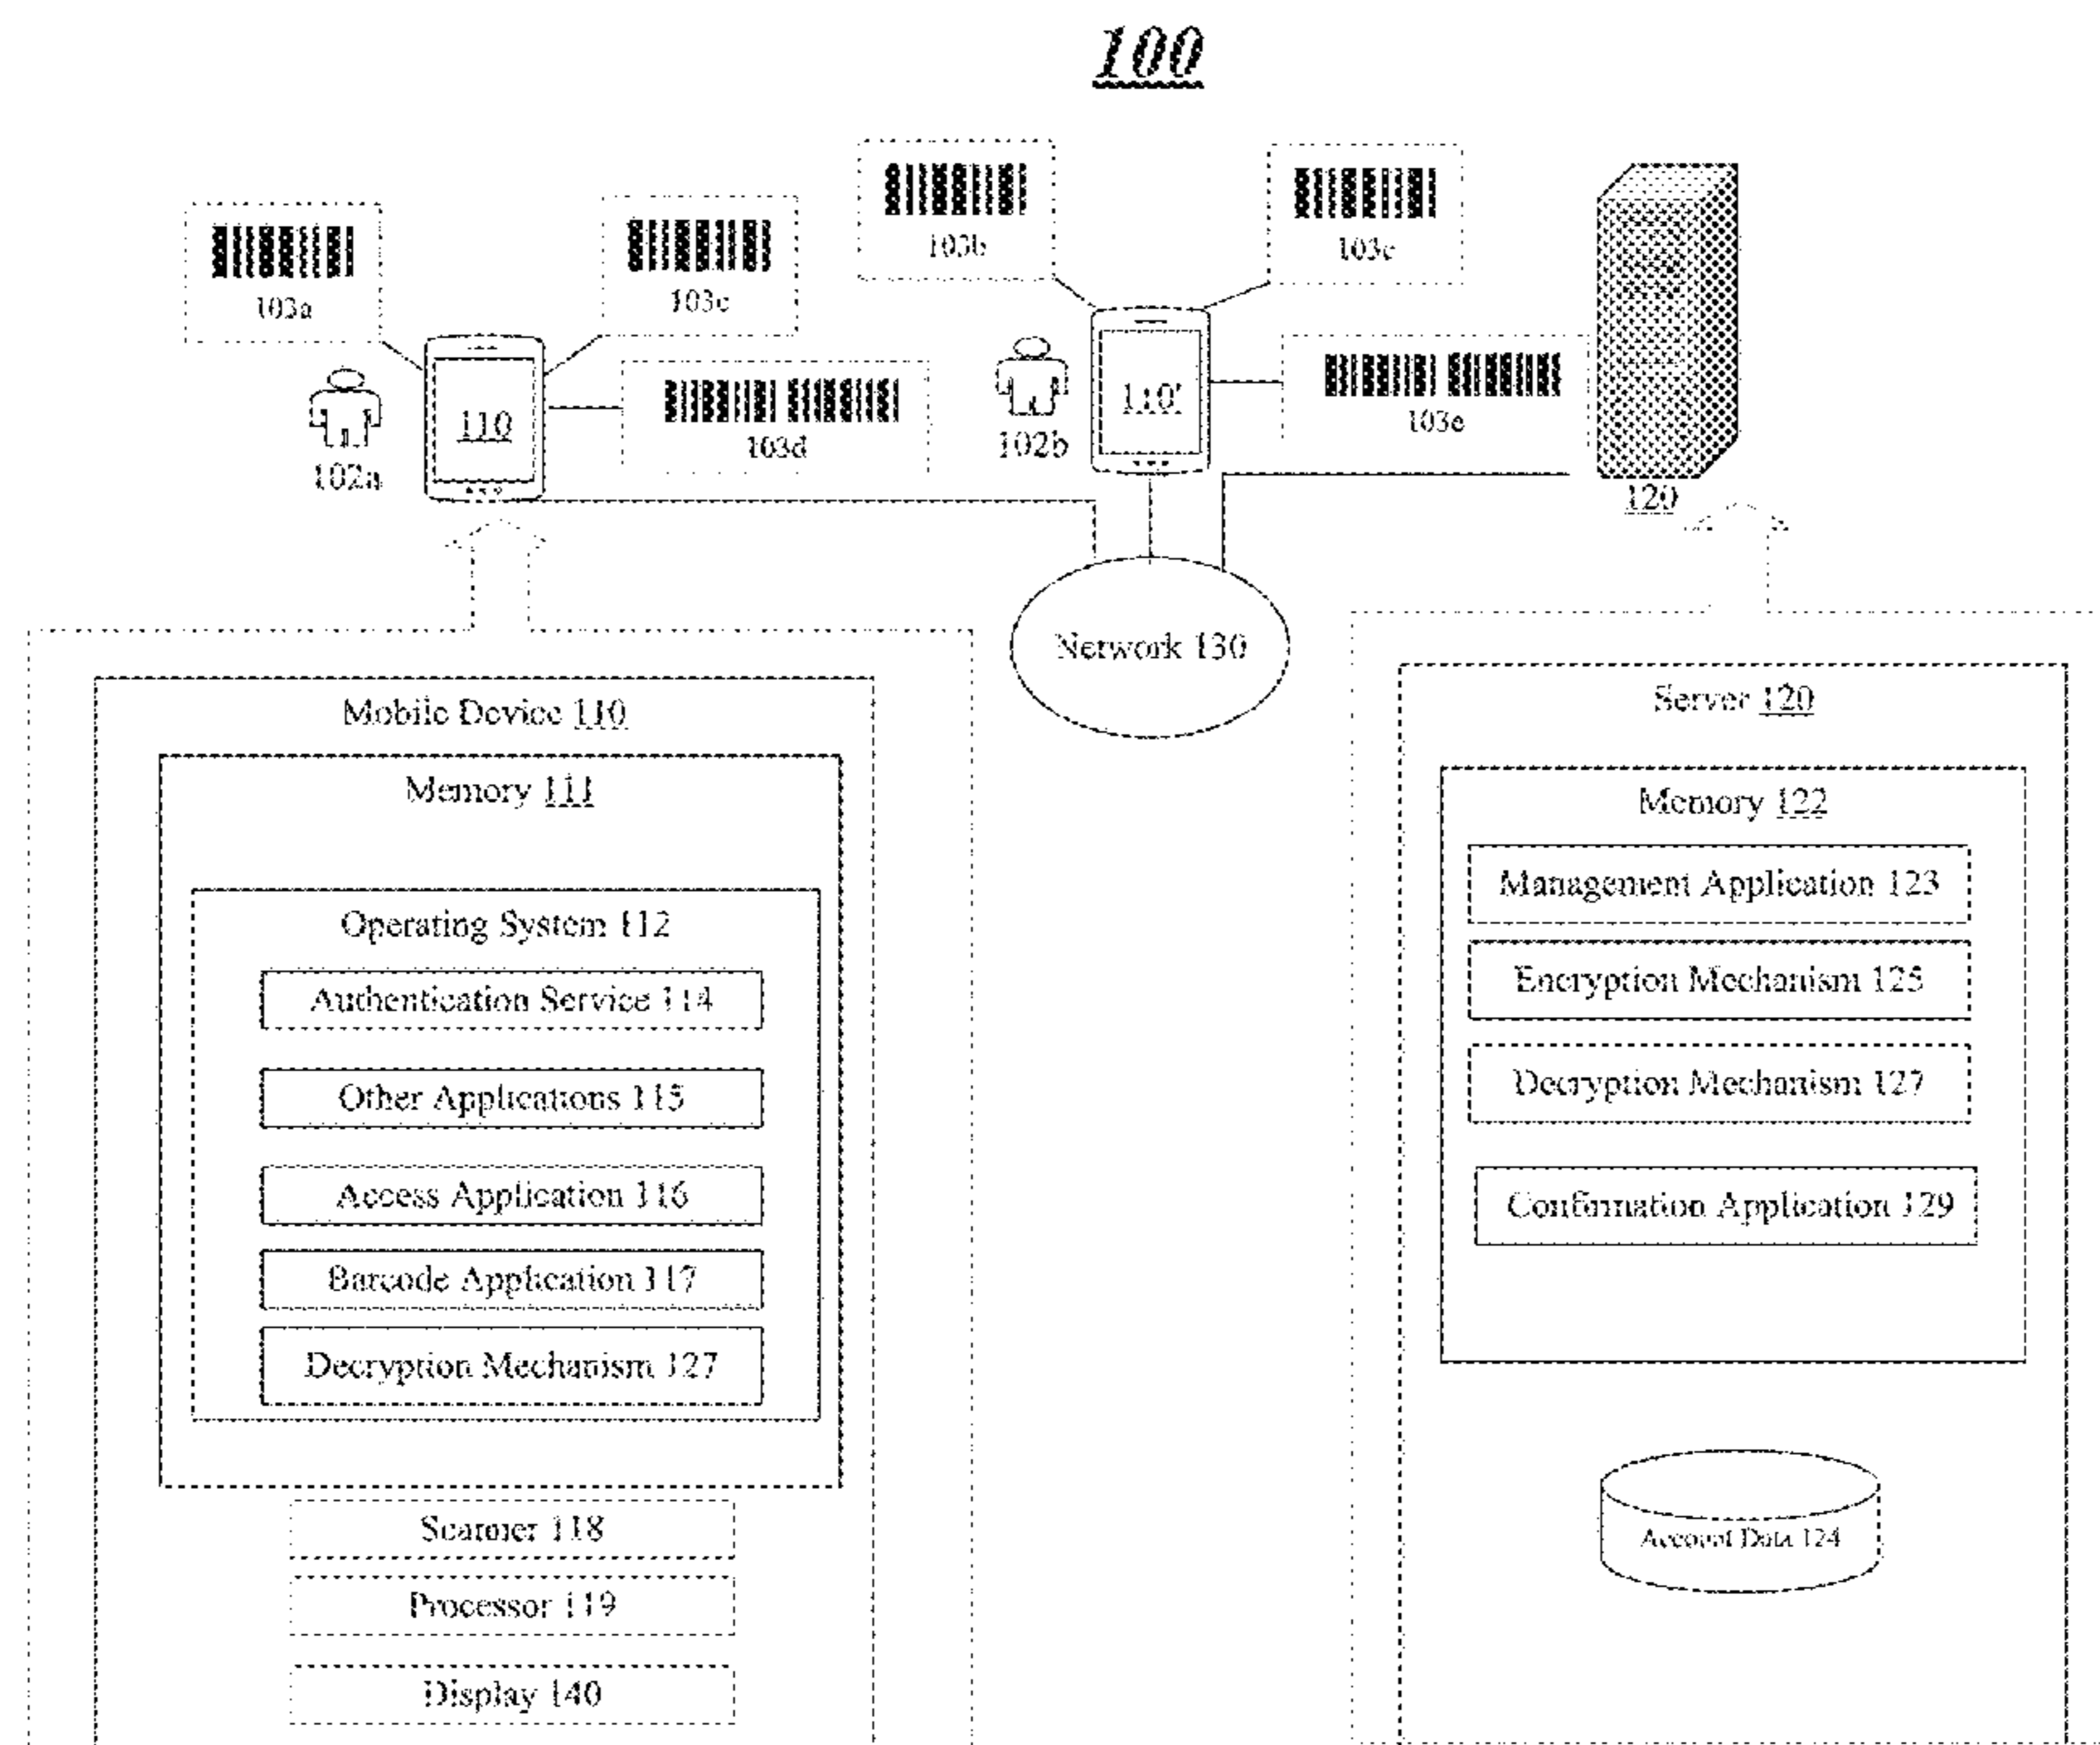 100
103a
103c
103b
103c
110
103d
102a
110'
103e
102b
120
Network 130
Mobile Device 110
Memory 111
Operating System 112
Authentication Service 114
Other Applications 115
Access Application 116
Barcode Application 117
Decryption Mechanism 127
Scanner 118
Processor 119
Display 140
Server 120
Memory 122
Management Application 123
Encryption Mechanism 125
Decryption Mechanism 127
Confirmation Application 129
Account Data 124